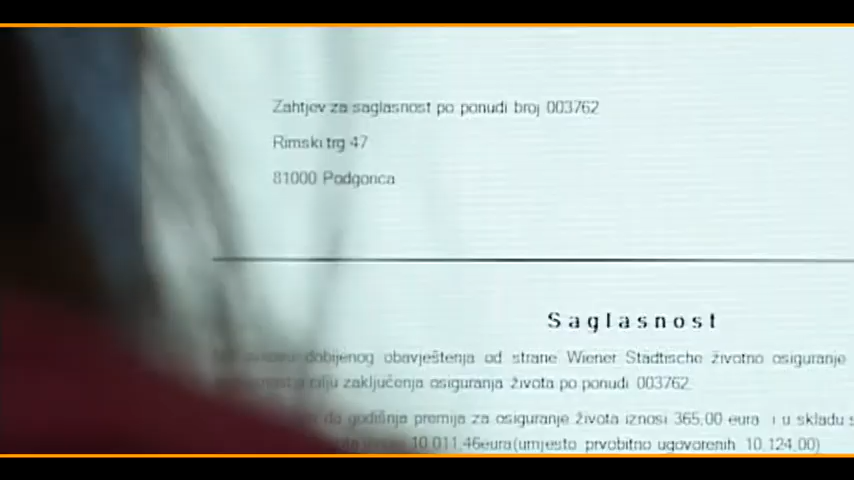 Zahtjev za saglasnost po ponudi broj 003762
Rimski trg 47
81000 Podgorica
Saglasnost
dobijenog obavještenja od strane Wiener Städtische životno osiguranje
cilju zaključenja osiguranja života po ponudi 003762
da godišnja premija za osiguranje života iznosi 365,00 eura i u skladu s
10.011,46eura(umjesto prvobitno ugovorenih 10.124,00)